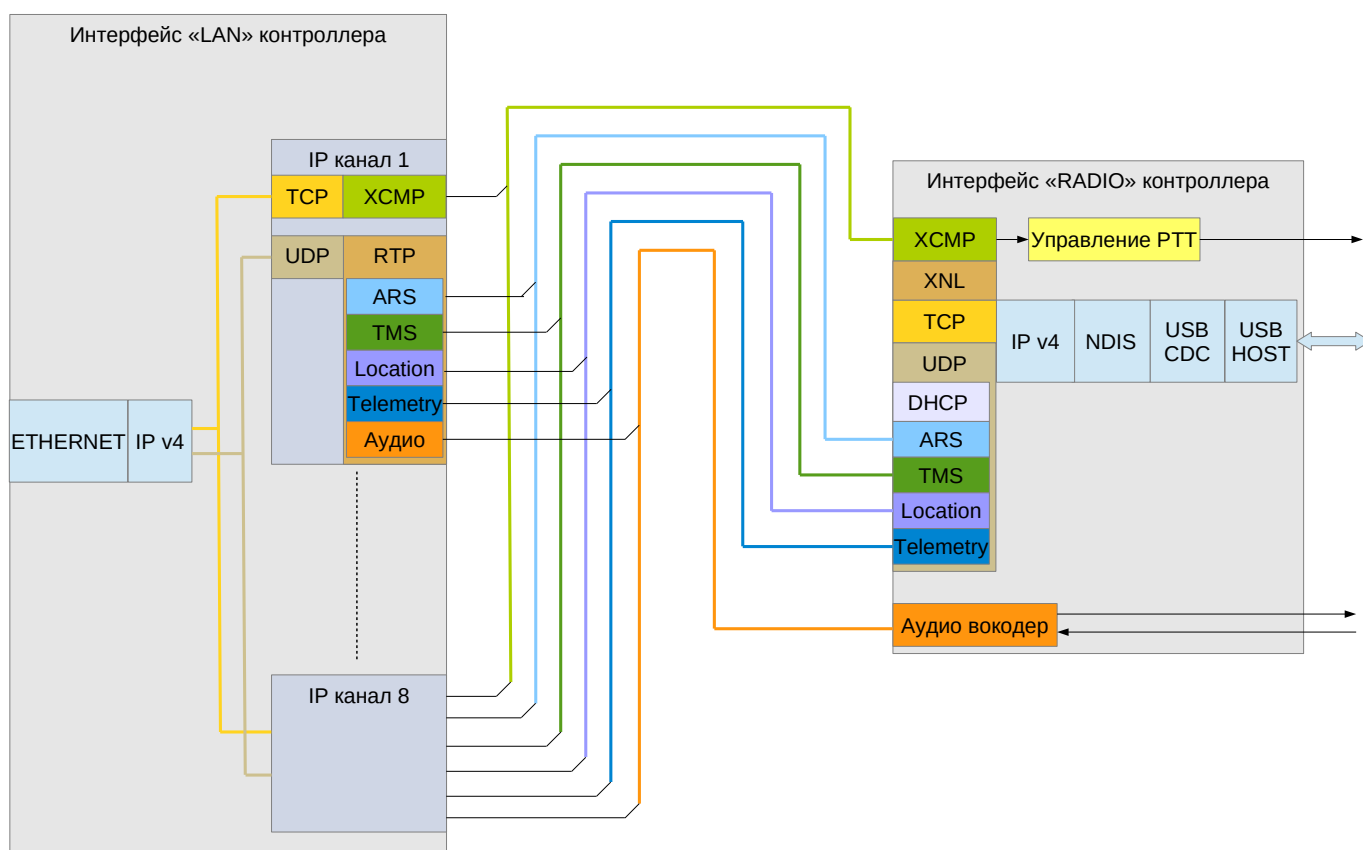 Интерфейс «LAN» контроллера
IP канал 1
TCP
XCMP
UDP
RTP
ARS
TMS
Location
Telemetry
Аудио
ETHERNET
IP v4
IP канал 8
Интерфейс «RADIO» контроллера
XCMP
Управление PTT
XNL
TCP
UDP
IP v4
NDIS
USB
CDC
USB
HOST
DHCP
ARS
TMS
Location
Telemetry
Аудио вокодер